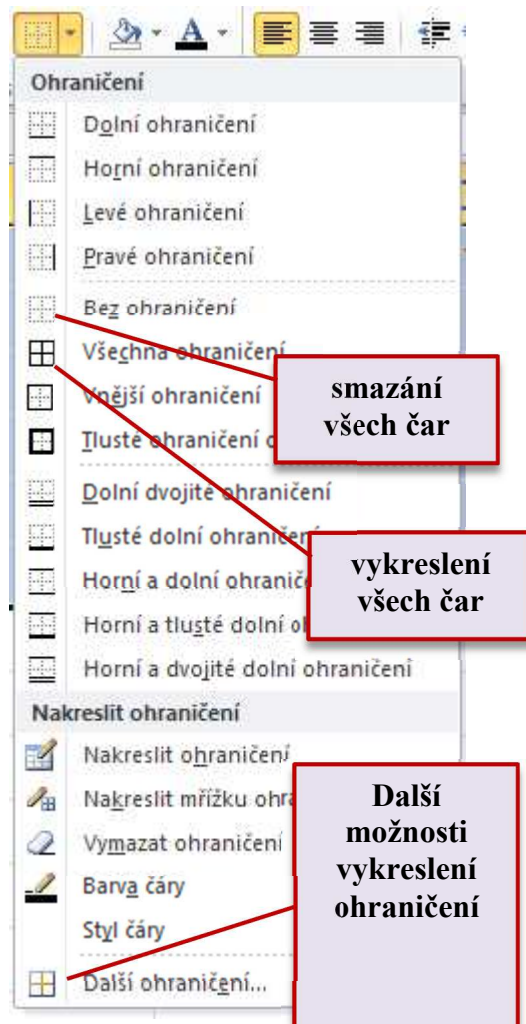 Ohraničení
Dolní ohraničení
Horní ohraničení
Levé ohraničení
Pravé ohraničení
Bez ohraničení
Všechna ohraničení
Vnější ohraničení
Tlusté ohraničení
Dolní dvojité ohraničení
Tlusté dolní ohraničení
Horní a dolní
Horní a tlusté dolní
Horní a dvojité dolní ohraničení
Nakreslit ohraničení
Nakreslit ohraničení
Nakreslit mřížku
Vymazat ohraničení
Barva čáry
Styl čáry
Další ohraničení...
smazání
všech čar
vykreslení
všech čar
Další
možnosti
vykreslení
ohraničení